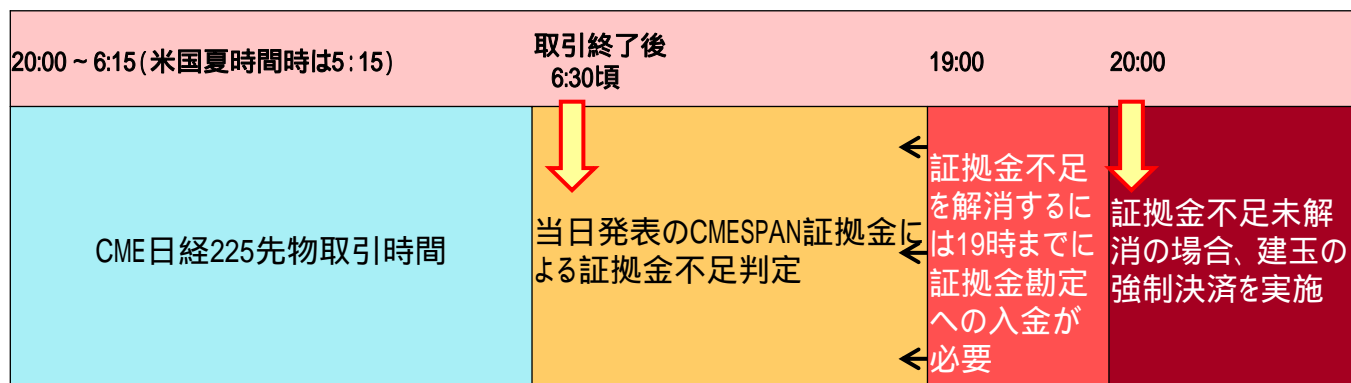 20:00 ~ 6:15(米国夏時間時は5:15)
取引終了後
6:30頃
19:00
20:00
CME日経225先物取引時間
当日発表のCMESPAN証拠金に
よる証拠金不足判定
証拠金不足
を解消するに
は19時までに
証拠金勘定
への入金が
必要
証拠金不足未解
消の場合、建玉の
強制決済を実施